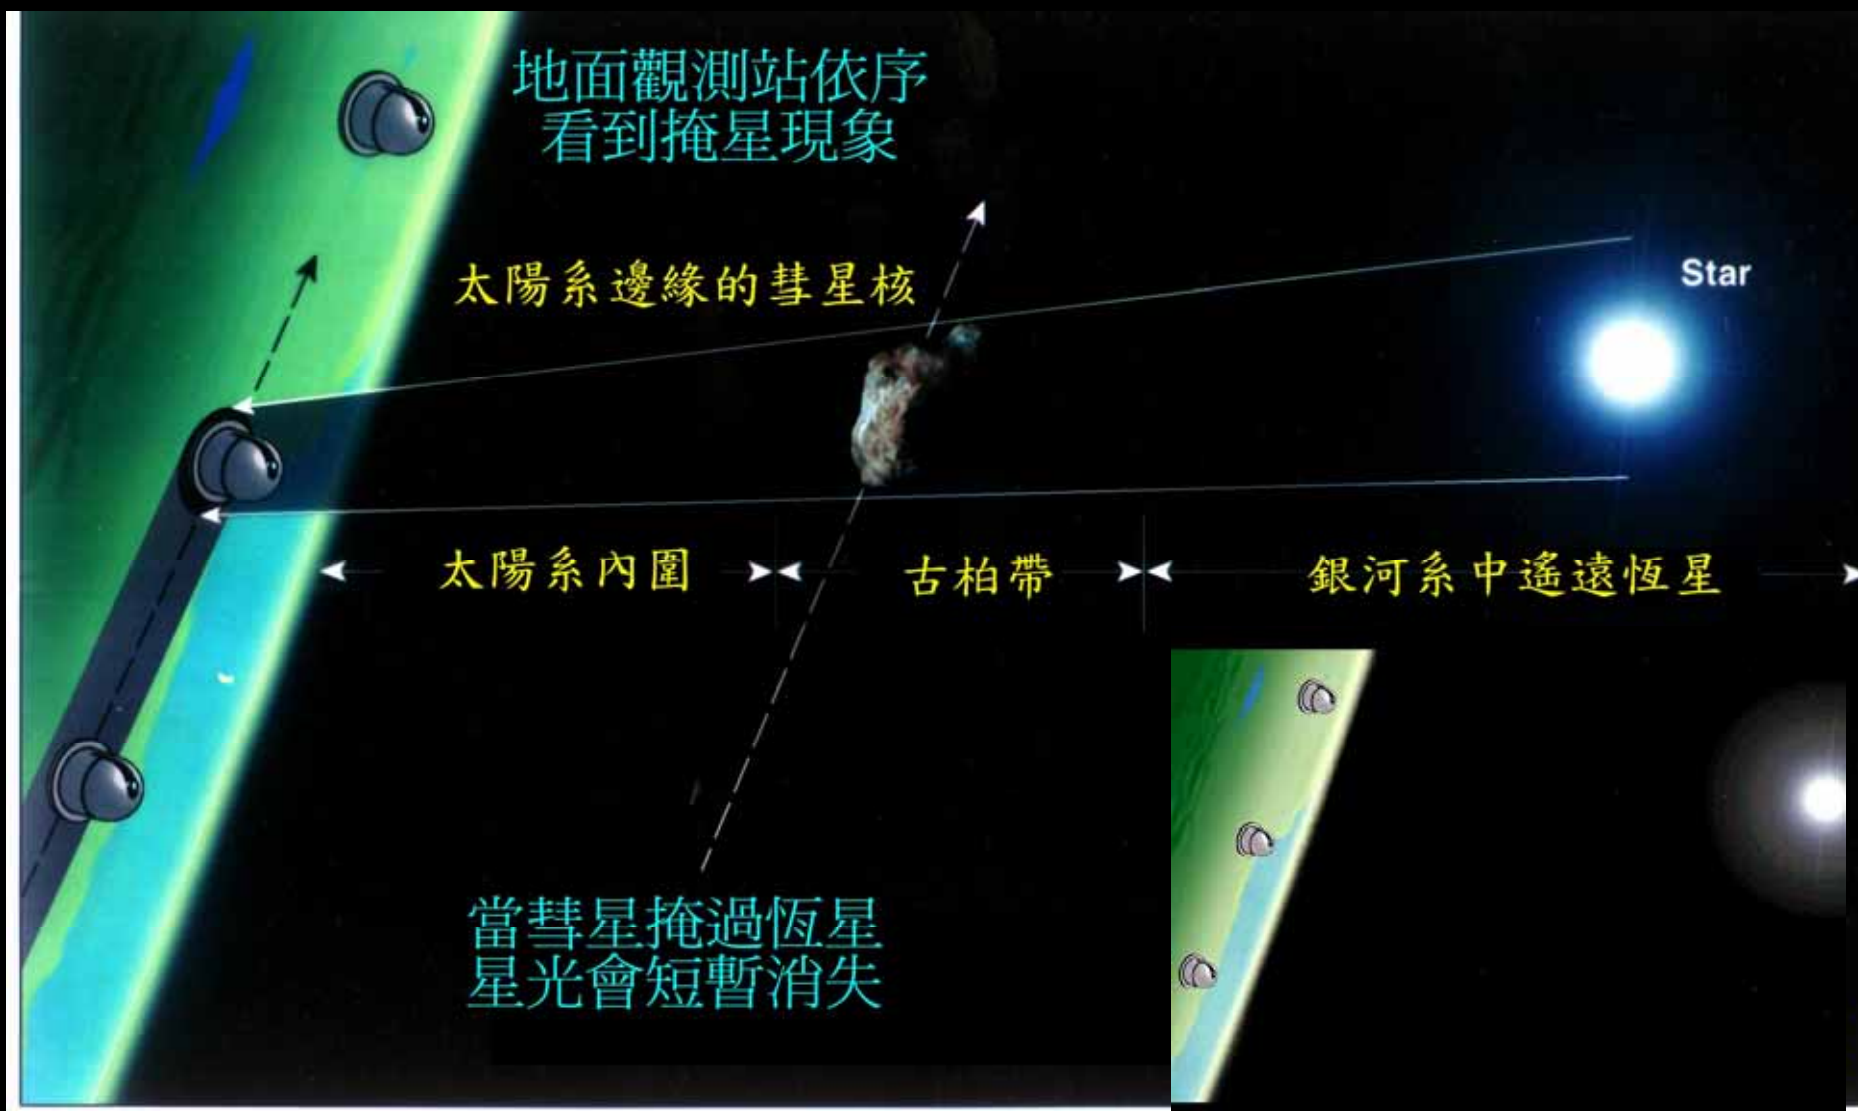 地面觀測站依序
看到掩星現象
太陽系邊緣的彗星核
Star
太陽系內圍
古柏帶
銀河系中遙遠恆星
當彗星掩過恆星
星光會短暫消失